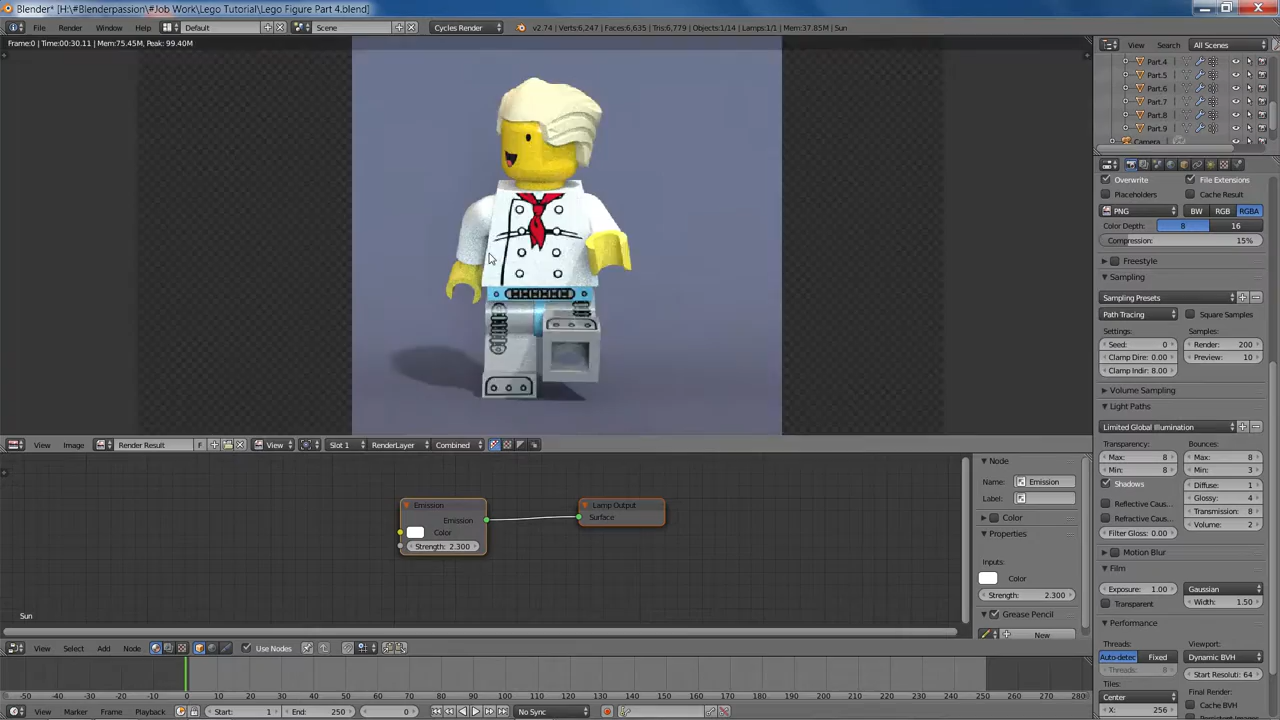 Blender* [H:\#Blenderpassion\#Job Work\Lego Tutorial\Lego Figure Part 4.blend]
File Render Window Help Default Scene Cycles Render v2.74 | Verts:6,247 | Faces:6,635 | Tris:6,779 | Objects:1/14 | Lamps:1/1 | Mem:37.85M | Sun View Search All Scenes
Frame:0 | Time:00:30.11 | Mem:75.45M, Peak: 99.40M
Part.4
Part.5
Part.6
Part.7
Part.8
Part.9
Camera
Overwrite File Extensions
Placeholders Cache Result
PNG BW RGB RGBA
Color Depth: 8 16
Compression: 15%
Freestyle
Sampling
Sampling Presets
Path Tracing Square Samples
Settings: Samples:
Seed: 0 Render: 200
Clamp Dire: 0.00 Preview: 10
Clamp Indir: 8.00
Volume Sampling
Light Paths
Limited Global Illumination
Transparency: Bounces:
Max: 8 Max: 8
Min: 8 Min: 3
Shadows Diffuse: 1
Reflective Caus Glossy: 4
Refractive Caus Transmission: 8
Filter Gloss: 0.00 Volume: 2
Motion Blur
Film
Exposure: 1.00 Gaussian
Transparent Width: 1.50
Performance
Threads: Viewport:
Auto-detec Fixed Dynamic BVH
Threads: 8 Start Resoluti: 64
Tiles: Final Render:
Center Save Buffers
X: 256 Cache BVH
View Image Render Result F View Slot 1 RenderLayer Combined
Emission
Emission
Color
Strength: 2.300
Lamp Output
Surface
Node
Name: Emission
Label:
Color
Properties
Inputs:
Color
Strength: 2.300
Grease Pencil
New
Sun
View Select Add Node Use Nodes
-50 -40 -30 -20 -10 0 10 20 30 40 50 60 70 80 90 100 110 120 130 140 150 160 170 180 190 200 210 220 230 240 250 260 270 280
View Marker Frame Playback Start: 1 End: 250 0 No Sync